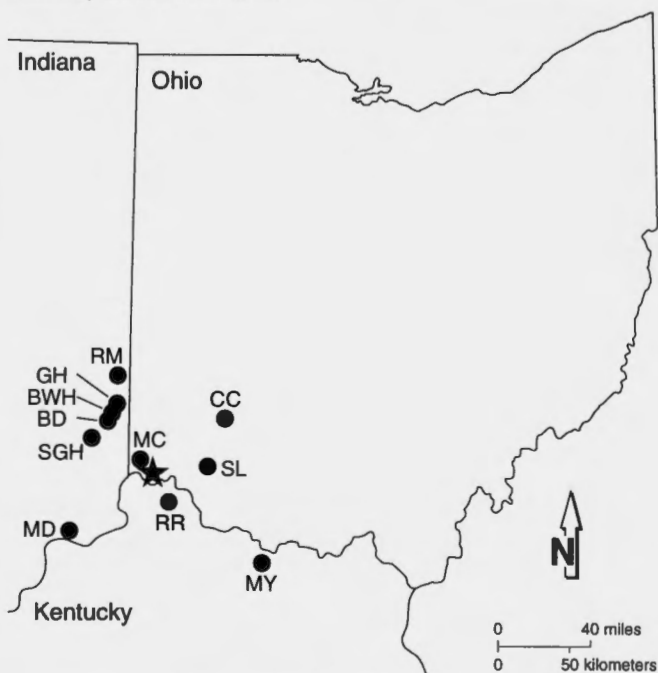 Indiana
Ohio
RM
GH
BWH
BD
SGH
CC
MC
SL
RR
MD
MY
N
Kentucky
0 40 miles
0 50 kilometers